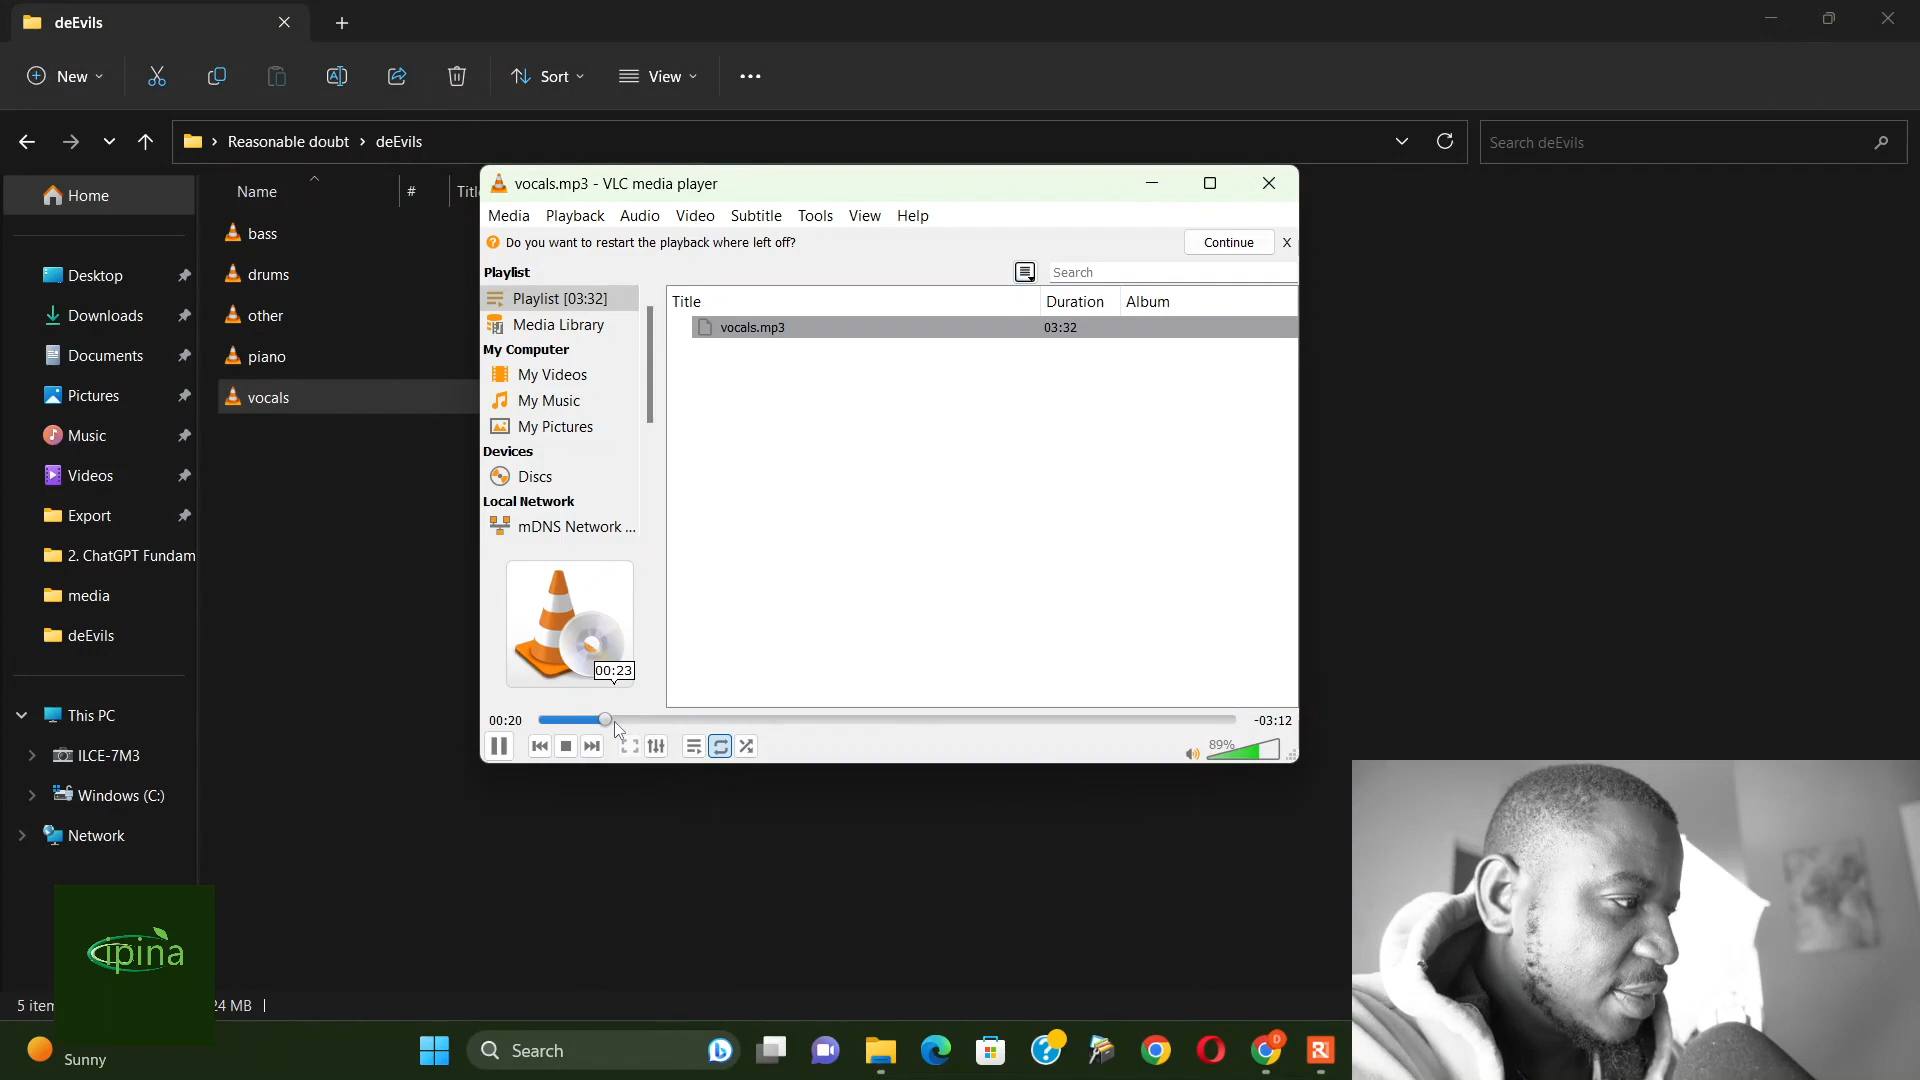 deEvils
New
Sort
View
Reasonable doubt > deEvils
Search deEvils
Home
Desktop
Downloads
Documents
Pictures
Music
Videos
Export
2. ChatGPT Fundam
media
deEvils
This PC
ILCE-7M3
Windows (C:)
Network
Name
#
bass
drums
other
piano
vocals
vocals.mp3 - VLC media player
Media Playback Audio Video Subtitle Tools View Help
Do you want to restart the playback where left off?
Continue
X
Playlist
Search
Playlist [03:32]
Media Library
My Computer
My Videos
My Music
My Pictures
Devices
Discs
Local Network
mDNS Network ...
Title Duration Album
vocals.mp3 03:32
00:23
00:20
-03:12
89%
ipina
5 item
24 MB
Sunny
Search
D